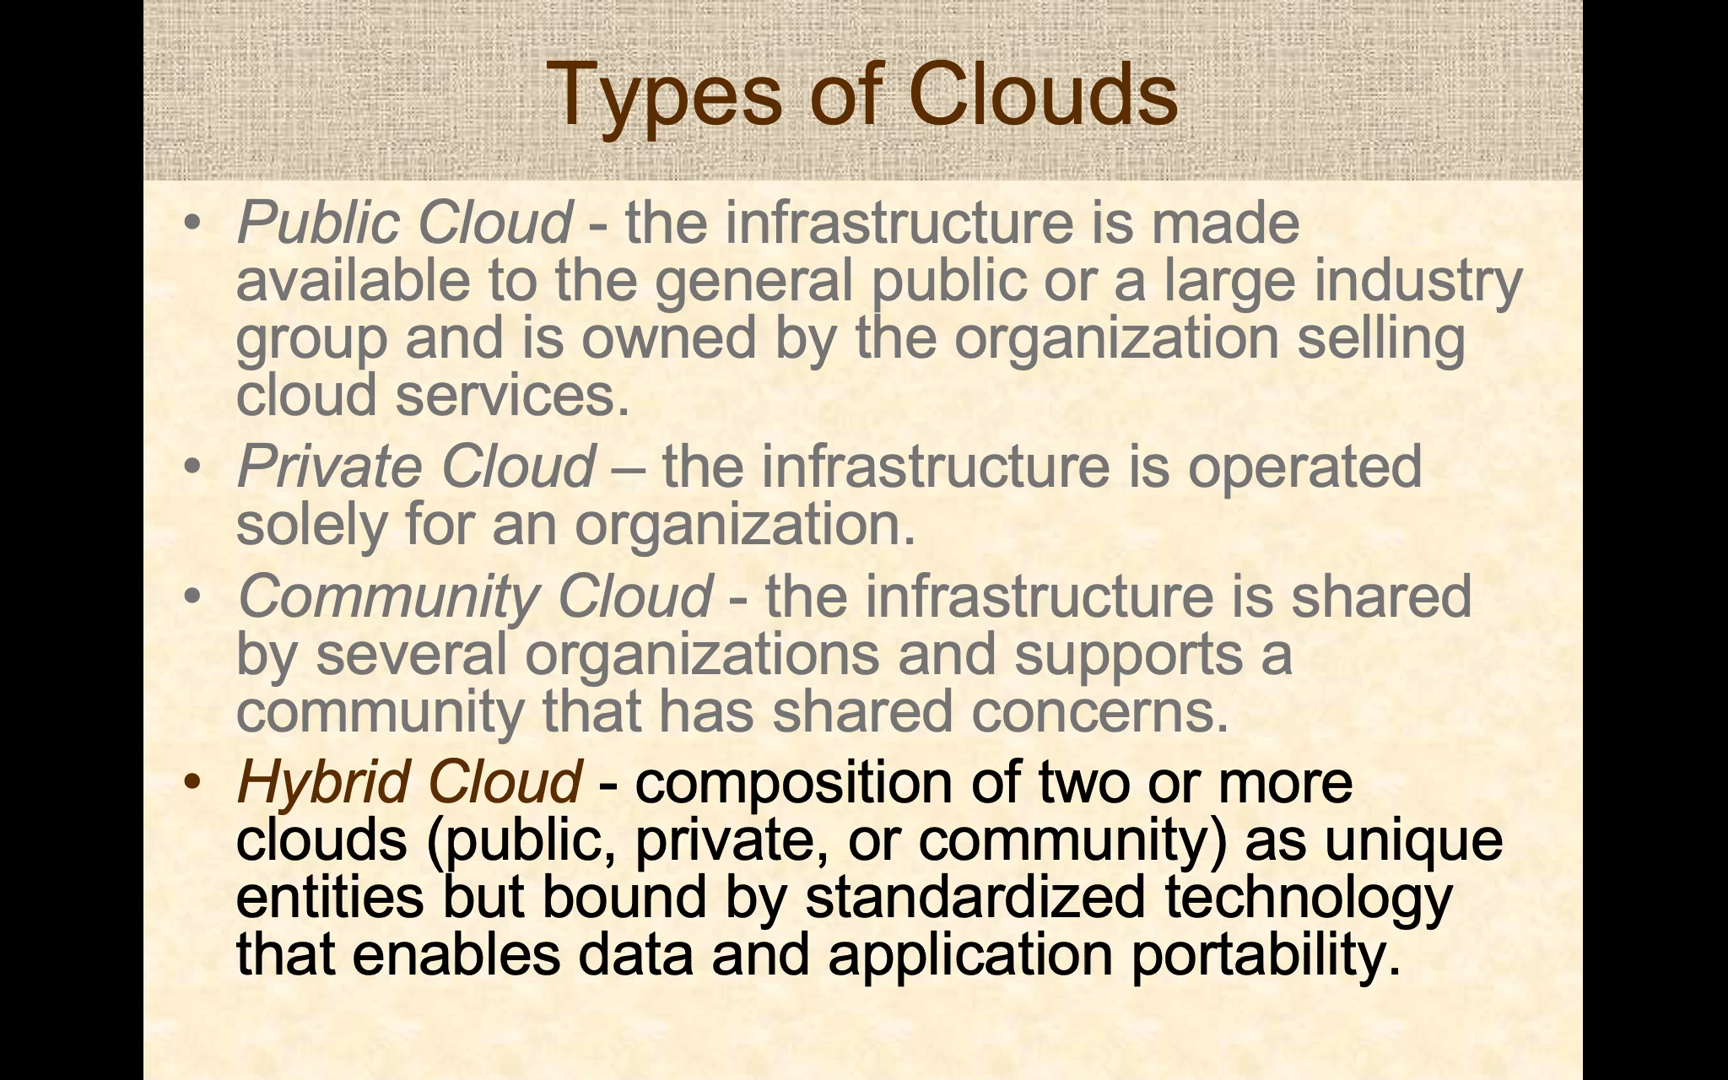 Types of Clouds
• Public Cloud - the infrastructure is made
available to the general public or a large industry
group and is owned by the organization selling
cloud services.
• Private Cloud – the infrastructure is operated
solely for an organization.
• Community Cloud - the infrastructure is shared
by several organizations and supports a
community that has shared concerns.
• Hybrid Cloud - composition of two or more
clouds (public, private, or community) as unique
entities but bound by standardized technology
that enables data and application portability.